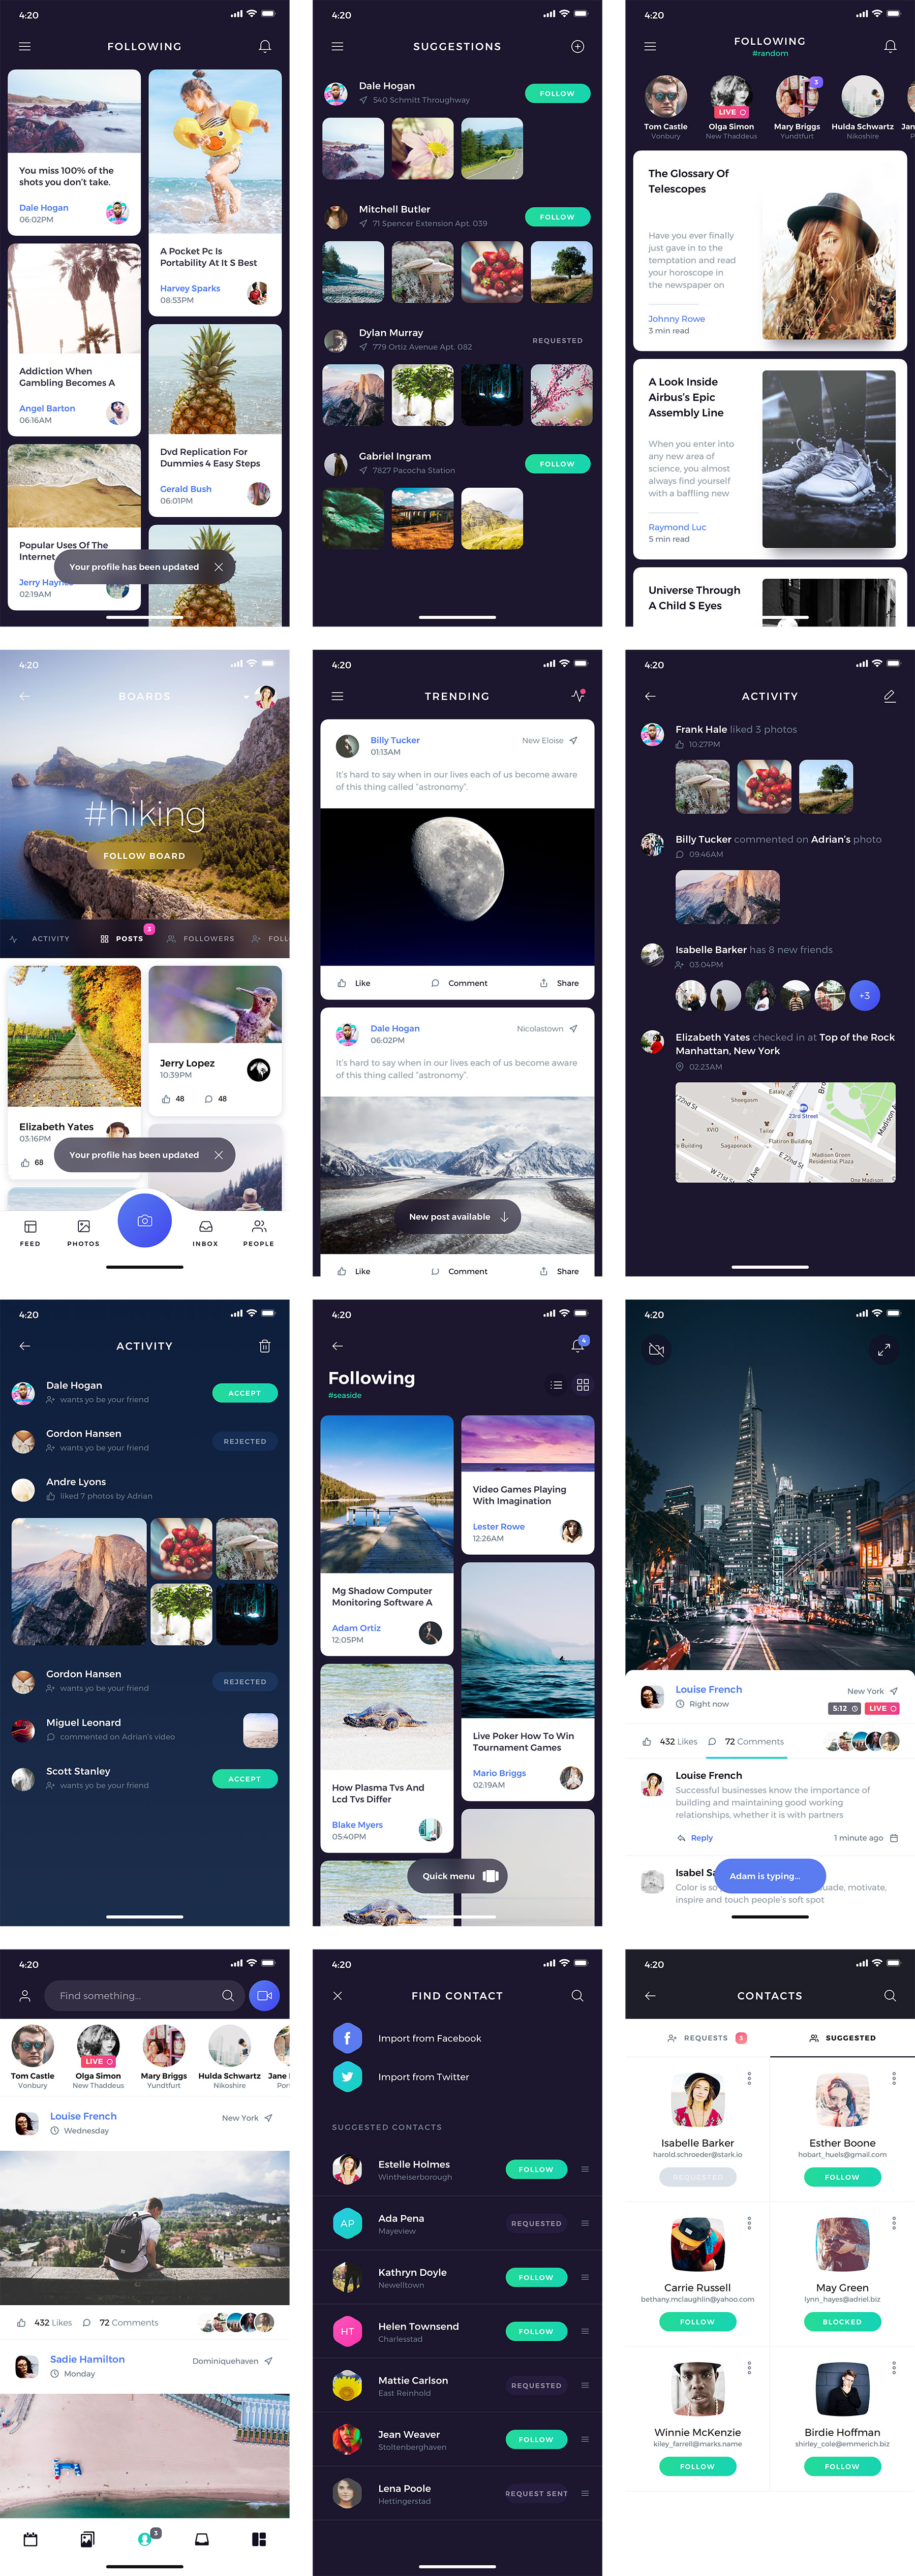 4:20
FOLLOWING
You miss 100% of the
shots you don't take.
Dale Hogan
06:02PM
A Pocket Pc Is
Portability At It S Best
Harvey Sparks
08:53PM
Addiction When
Gambling Becomes A
Angel Barton
06:16AM
Dvd Replication For
Dummies 4 Easy Steps
Gerald Bush
06:01PM
Popular Uses Of The
Internet
Jerry Hayn
02:19AM
Your profile has been updated
4:20
SUGGESTIONS
Dale Hogan
540 Schmitt Throughway
FOLLOW
Mitchell Butler
71 Spencer Extension Apt. 039
FOLLOW
Dylan Murray
779 Ortiz Avenue Apt. 082
REQUESTED
Gabriel Ingram
7827 Pacocha Station
FOLLOW
4:20
FOLLOWING
#random
3
LIVE
Tom Castle
Vonbury
Olga Simon
New Thaddeus
Mary Briggs
Yundtfurt
Hulda Schwartz
Nikoshire
Jan
P
The Glossary Of
Telescopes
Have you ever finally
just gave in to the
temptation and read
your horoscope in
the newspaper on
Johnny Rowe
3 min read
A Look Inside
Airbus's Epic
Assembly Line
When you enter into
any new area of
science, you almost
always find yourself
with a baffling new
Raymond Luc
5 min read
Universe Through
A Child S Eyes
4:20
BOARDS
#hiking
FOLLOW BOARD
ACTIVITY
POSTS
3
FOLLOWERS
FOLL
Jerry Lopez
10:39PM
48
48
Elizabeth Yates
03:16PM
68
Your profile has been updated
FEED
PHOTOS
INBOX
PEOPLE
4:20
TRENDING
Billy Tucker
01:13AM
New Eloise
It's hard to say when in our lives each of us become aware
of this thing called "astronomy".
Like
Comment
Share
Dale Hogan
06:02PM
Nicolastown
It's hard to say when in our lives each of us become aware
of this thing called "astronomy".
New post available
Like
Comment
Share
4:20
ACTIVITY
Frank Hale liked 3 photos
10:27PM
Billy Tucker commented on Adrian's photo
09:46AM
Isabelle Barker has 8 new friends
03:04PM
+3
Elizabeth Yates checked in at Top of the Rock
Manhattan, New York
02:23AM
22nd St
Shoegasm
Eataly
5th Av
Bro
23rd Street
Madison A
XVIO
Tailor
o Building
Sagaponack
Flatiron Building
Madison Green
Residential Plaza
W 21st St
E 22nd St
One Madison
4:20
ACTIVITY
Dale Hogan
wants yo be your friend
ACCEPT
Gordon Hansen
wants yo be your friend
REJECTED
Andre Lyons
liked 7 photos by Adrian
Gordon Hansen
wants yo be your friend
REJECTED
Miguel Leonard
commented on Adrian's video
Scott Stanley
wants yo be your friend
ACCEPT
4:20
4
Following
#seaside
Video Games Playing
With Imagination
Lester Rowe
12:26AM
Mg Shadow Computer
Monitoring Software A
Adam Ortiz
12:05PM
Live Poker How To Win
Tournament Games
Mario Briggs
02:19AM
How Plasma Tvs And
Lcd Tvs Differ
Blake Myers
05:40PM
Quick menu
4:20
Louise French
Right now
New York
5:12
LIVE
432 Likes
72 Comments
Louise French
Successful businesses know the importance of
building and maintaining good working
relationships, whether it is with partners
Reply
1 minute ago
Isabel Sa
Adam is typing...
Color is so
uade, motivate,
inspire and touch people's soft spot
4:20
Find something...
LIVE
Tom Castle
Vonbury
Olga Simon
New Thaddeus
Mary Briggs
Yundtfurt
Hulda Schwartz
Nikoshire
Jane
Port
Louise French
Wednesday
New York
432 Likes
72 Comments
Sadie Hamilton
Monday
Dominiquehaven
3
4:20
FIND CONTACT
Import from Facebook
Import from Twitter
SUGGESTED CONTACTS
Estelle Holmes
Wintheiserborough
FOLLOW
AP
Ada Pena
Mayeview
REQUESTED
Kathryn Doyle
Newelltown
FOLLOW
HT
Helen Townsend
Charlesstad
FOLLOW
Mattie Carlson
East Reinhold
REQUESTED
Jean Weaver
Stoltenberghaven
FOLLOW
Lena Poole
Hettingerstad
REQUEST SENT
4:20
CONTACTS
REQUESTS
3
SUGGESTED
Isabelle Barker
harold.schroeder@stark.io
REQUESTED
Esther Boone
hobart_huels@gmail.com
FOLLOW
Carrie Russell
bethany.mclaughlin@yahoo.com
FOLLOW
May Green
lynn_hayes@adriel.biz
BLOCKED
Winnie McKenzie
kiley_farrell@marks.name
FOLLOW
Birdie Hoffman
shirley_cole@emmerich.biz
FOLLOW